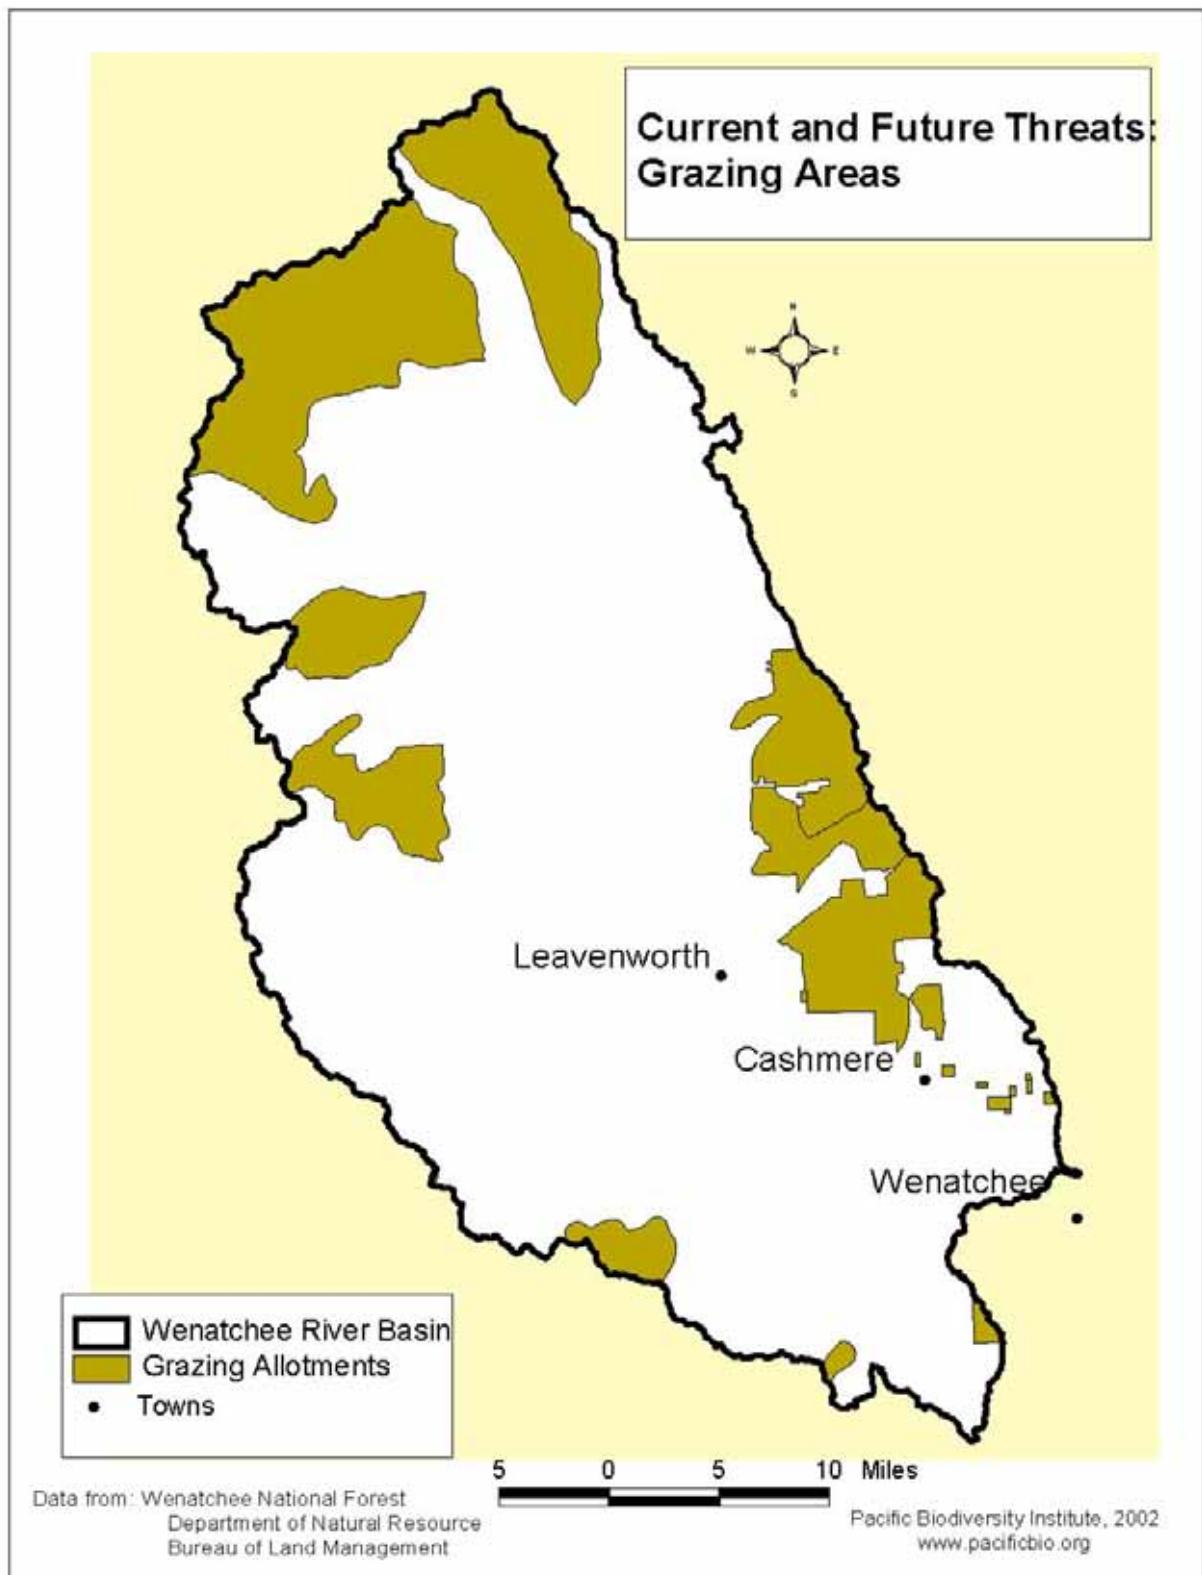 Current and Future Threats:
Grazing Areas
N
W E
S
Leavenworth
Cashmere
Wenatchee
Wenatchee River Basin
Grazing Allotments
Towns
5 0 5 10 Miles
Data from: Wenatchee National Forest
Department of Natural Resource
Bureau of Land Management
Pacific Biodiversity Institute, 2002
www.pacificbio.org